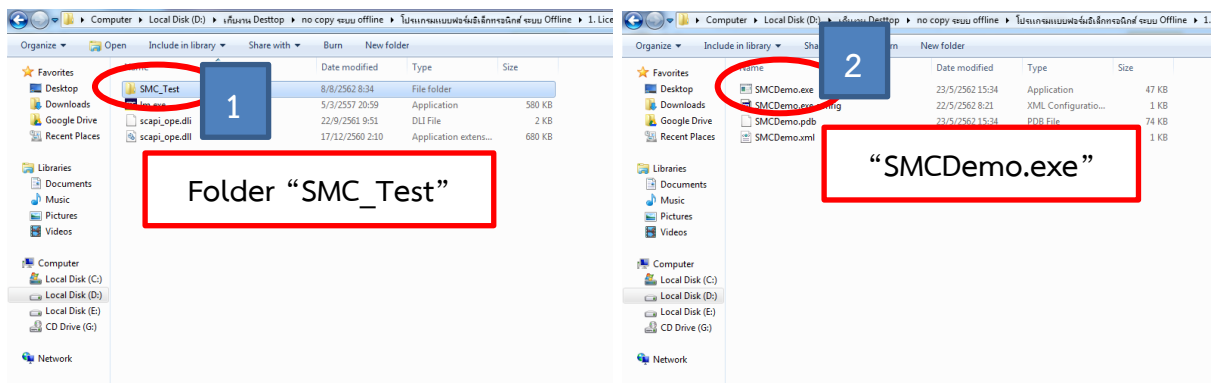 Computer ▸ Local Disk (D:) ▸ เก็บงาน Desttop ▸ no copy ระบบ offline ▸ โปรแกรมแบบฟอร์มอิเล็กทรอนิกส์ ระบบ Offline ▸ 1. Lice
Organize Open Include in library Share with Burn New folder
Favorites
Desktop
Downloads
Google Drive
Recent Places
Libraries
Documents
Music
Pictures
Videos
Computer
Local Disk (C:)
Local Disk (D:)
Local Disk (E:)
CD Drive (G:)
Network
Date modified Type Size
SMC_Test 8/8/2562 8:34 File folder
lm.exe 5/3/2557 20:59 Application 580 KB
scapi_ope.dli 22/9/2561 9:51 DLI File 2 KB
scapi_ope.dll 17/12/2560 2:10 Application extens... 680 KB
1
Folder “SMC_Test”
Computer ▸ Local Disk (D:) ▸ เก็บงาน Desttop ▸ no copy ระบบ offline ▸ โปรแกรมแบบฟอร์มอิเล็กทรอนิกส์ ระบบ Offline ▸ 1.
Organize Include in library Sha New folder
Favorites
Desktop
Downloads
Google Drive
Recent Places
Libraries
Documents
Music
Pictures
Videos
Computer
Local Disk (C:)
Local Disk (D:)
Local Disk (E:)
CD Drive (G:)
Network
Name Date modified Type Size
SMCDemo.exe 23/5/2562 15:34 Application 47 KB
SMCDemo.exe.config 22/5/2562 8:21 XML Configuratio... 1 KB
SMCDemo.pdb 23/5/2562 15:34 PDB File 74 KB
SMCDemo.xml 1 KB
2
“SMCDemo.exe”